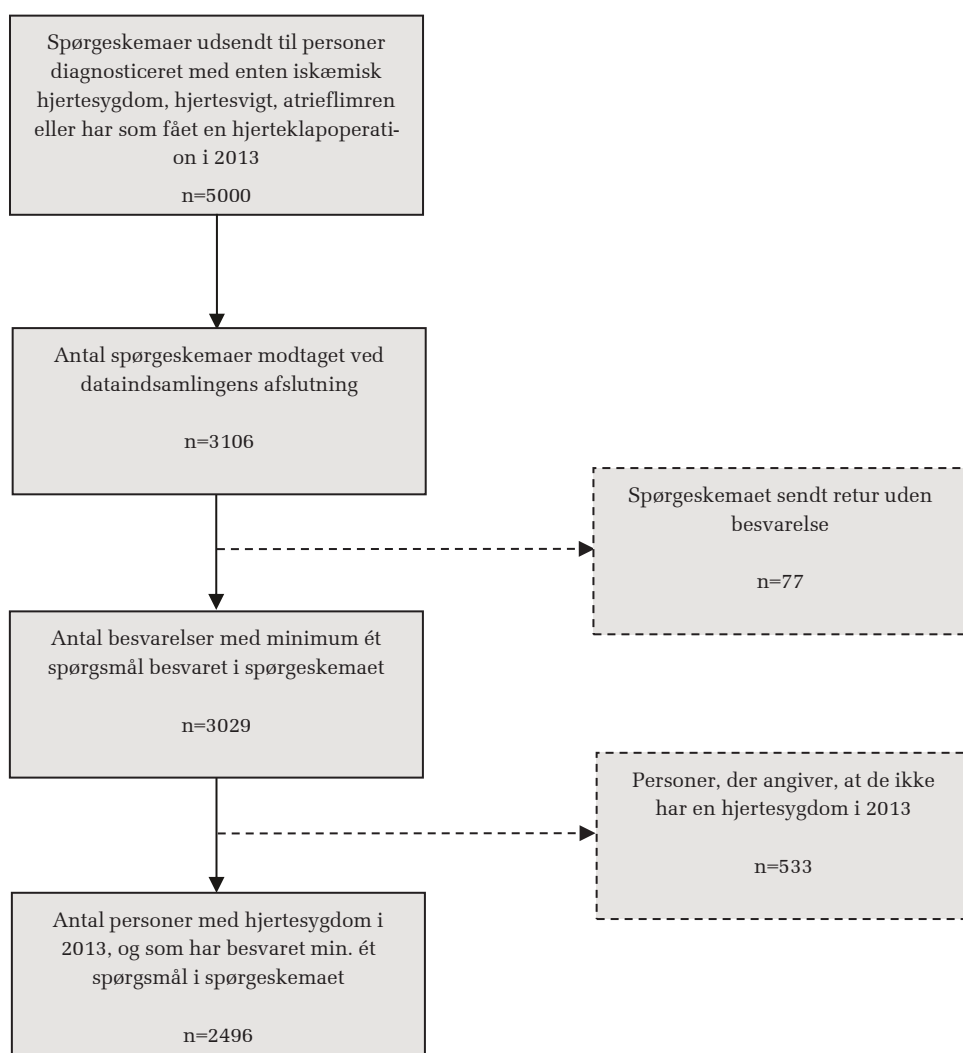 Spørgeskemaer udsendt til personer
diagnosticeret med enten iskæmisk
hjertesygdom, hjertesvigt, atrieflimren
eller har som fået en hjerteklapoperati-
on i 2013
n=5000
Antal spørgeskemaer modtaget ved
dataindsamlingens afslutning
n=3106
Spørgeskemaet sendt retur uden
besvarelse
n=77
Antal besvarelser med minimum ét
spørgsmål besvaret i spørgeskemaet
n=3029
Personer, der angiver, at de ikke
har en hjertesygdom i 2013
n=533
Antal personer med hjertesygdom i
2013, og som har besvaret min. ét
spørgsmål i spørgeskemaet
n=2496